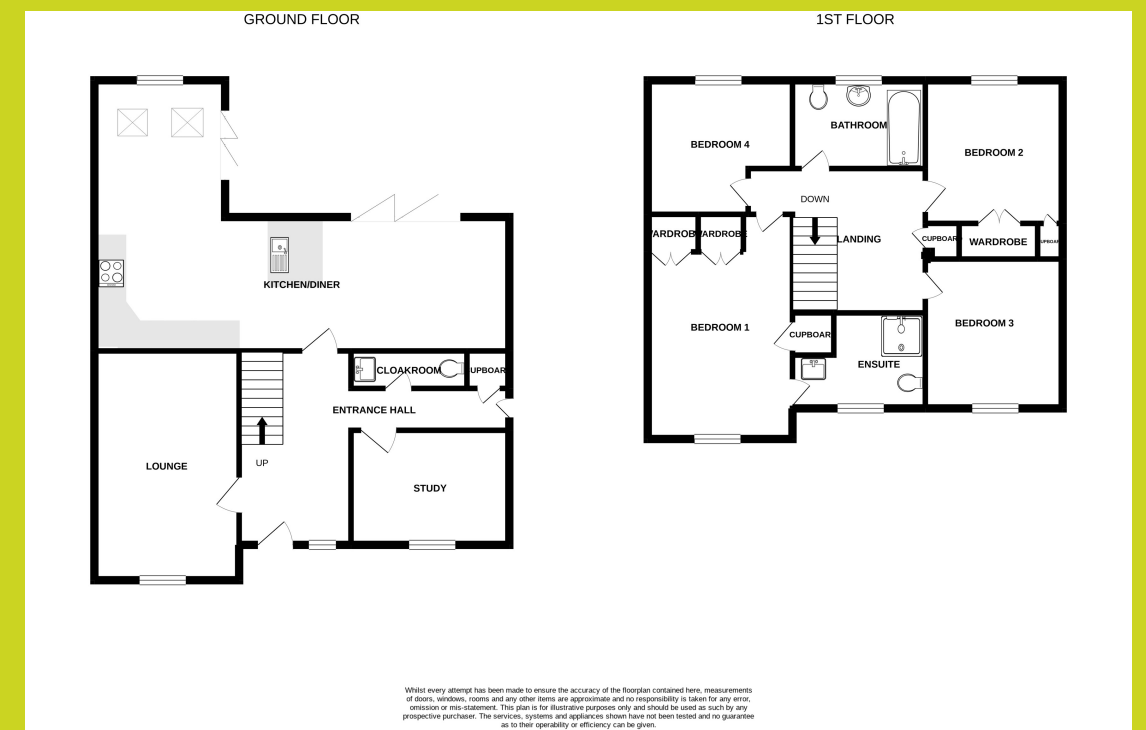 GROUND FLOOR
KITCHEN/DINER
CLOAKROOM
UPBOAR
ENTRANCE HALL
LOUNGE
UP
STUDY
1ST FLOOR
BEDROOM 4
BATHROOM
BEDROOM 2
DOWN
WARDROBE
WARDROBE
LANDING
CUPBOARD
WARDROBE
UPBOAR
BEDROOM 1
CUPBOAR
BEDROOM 3
ENSUITE
Whilst every attempt has been made to ensure the accuracy of the floorplan contained here, measurements
of doors, windows, rooms and any other items are approximate and no responsibility is taken for any error,
omission or mis-statement. This plan is for illustrative purposes only and should be used as such by any
prospective purchaser. The services, systems and appliances shown have not been tested and no guarantee
as to their operability or efficiency can be given.